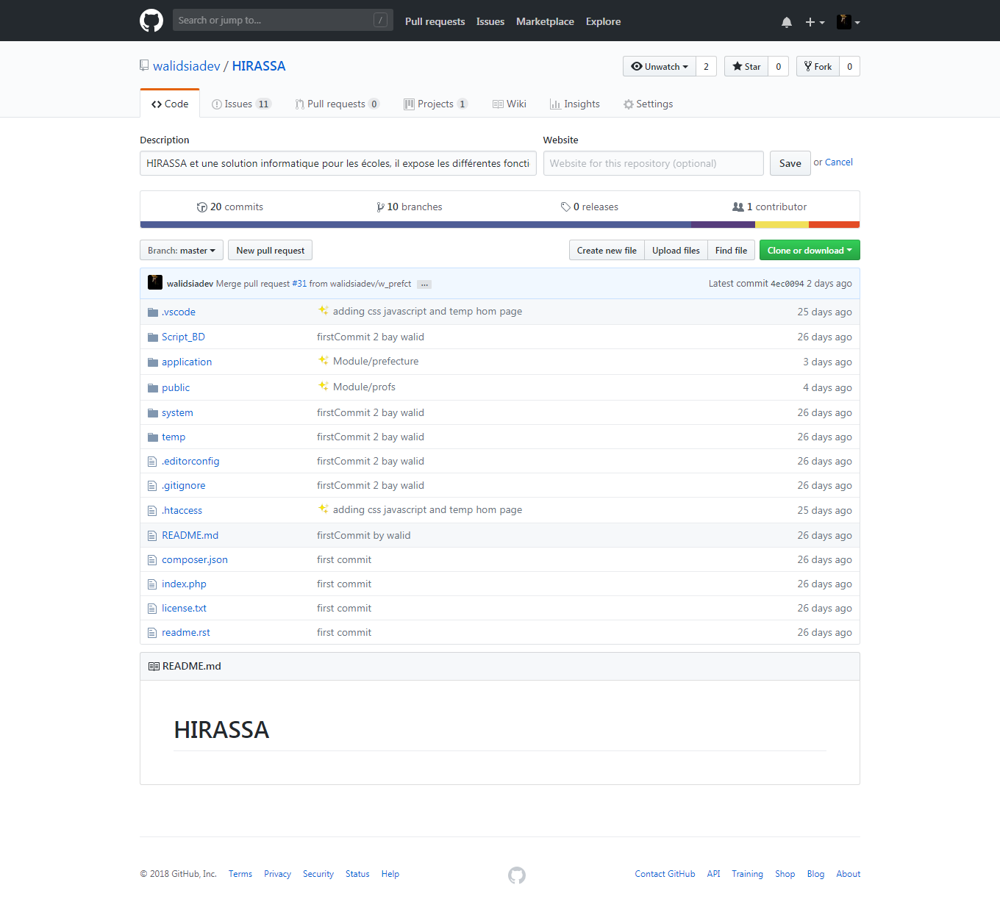 Search or jump to... / Pull requests Issues Marketplace Explore
walidsiadev / HIRASSA Unwatch 2 Star 0 Fork 0
Code Issues 11 Pull requests 0 Projects 1 Wiki Insights Settings
Description Website
HIRASSA et une solution informatique pour les écoles, il expose les différentes foncti Website for this repository (optional) Save or Cancel
20 commits 10 branches 0 releases 1 contributor
Branch: master New pull request Create new file Upload files Find file Clone or download
walidsiadev Merge pull request #31 from walidsiadev/w_prefct ... Latest commit 4ec0094 2 days ago
.vscode adding css javascript and temp hom page 25 days ago
Script_BD firstCommit 2 bay walid 26 days ago
application Module/prefecture 3 days ago
public Module/profs 4 days ago
system firstCommit 2 bay walid 26 days ago
temp firstCommit 2 bay walid 26 days ago
.editorconfig firstCommit 2 bay walid 26 days ago
.gitignore firstCommit 2 bay walid 26 days ago
.htaccess adding css javascript and temp hom page 25 days ago
README.md firstCommit by walid 26 days ago
composer.json first commit 26 days ago
index.php first commit 26 days ago
license.txt first commit 26 days ago
readme.rst first commit 26 days ago
README.md
HIRASSA
© 2018 GitHub, Inc. Terms Privacy Security Status Help Contact GitHub API Training Shop Blog About